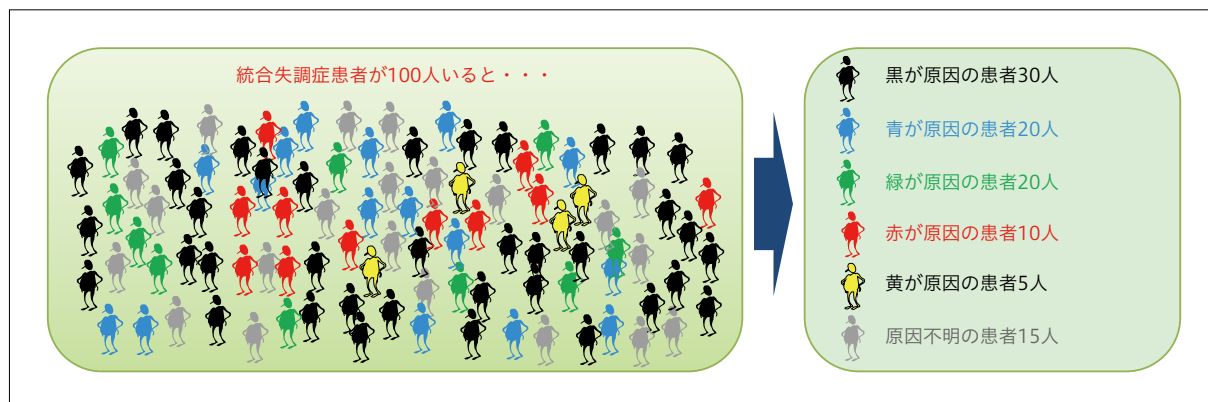 統合失調症患者が100人いると・・・
黒が原因の患者30人
青が原因の患者20人
緑が原因の患者20人
赤が原因の患者10人
黄が原因の患者5人
原因不明の患者15人